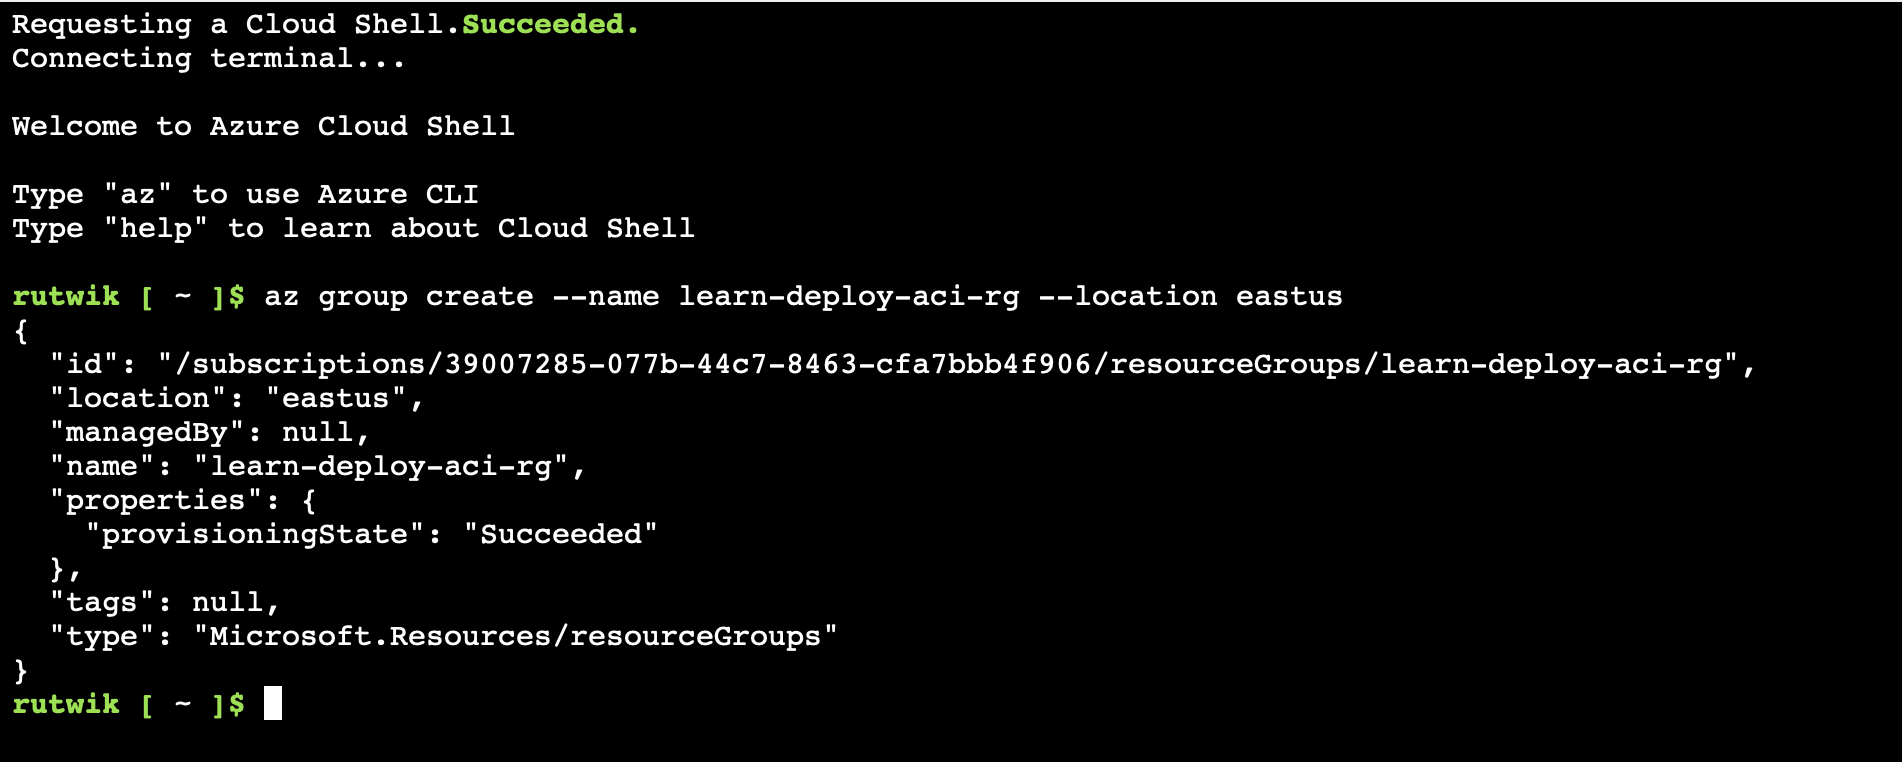 Requesting a Cloud Shell.Succeeded.
Connecting terminal...
Welcome to Azure Cloud Shell
Type "az" to use Azure CLI
Type "help" to learn about Cloud Shell
rutwik [ ~ ]$ az group create --name learn-deploy-aci-rg --location eastus
{
  "id": "/subscriptions/39007285-077b-44c7-8463-cfa7bbb4f906/resourceGroups/learn-deploy-aci-rg",
  "location": "eastus",
  "managedBy": null,
  "name": "learn-deploy-aci-rg",
  "properties": {
    "provisioningState": "Succeeded"
  },
  "tags": null,
  "type": "Microsoft.Resources/resourceGroups"
}
rutwik [ ~ ]$